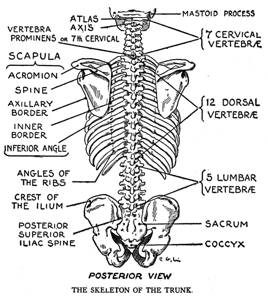 MASTOID PROCESS
ATLAS
AXIS
VERTEBRA
PROMINENS OR 7TH CERVICAL
7 CERVICAL
VERTEBRÆ
SCAPULA
ACROMION
SPINE
AXILLARY
BORDER
INNER
BORDER
INFERIOR ANGLE
12 DORSAL
VERTEBRÆ
ANGLES OF
THE RIBS
CREST OF
THE ILIUM
5 LUMBAR
VERTEBRÆ
POSTERIOR
SUPERIOR
ILIAC SPINE
SACRUM
COCCYX
POSTERIOR VIEW
THE SKELETON OF THE TRUNK.